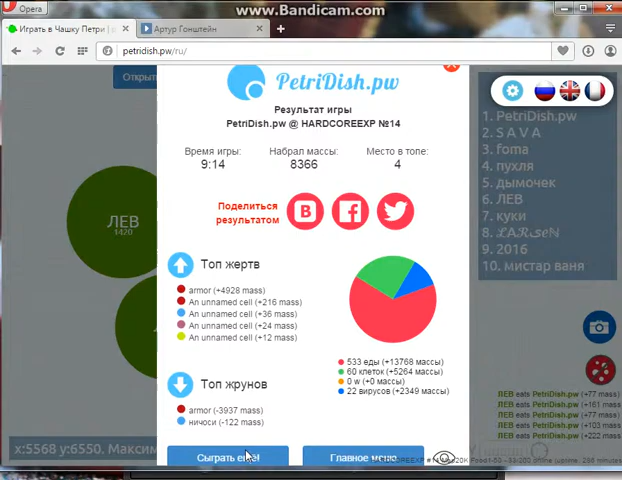 Opera
www.Bandicam.com
Играть в Чашку Петри |
Артур Гонштейн
petridish.pw/ru/
PetriDish.pw
Результат игры
PetriDish.pw @ HARDCOREEXP №14
Время игры:
9:14
Набрал массы:
8366
Место в топе:
4
Поделиться
результатом
Топ жертв
armor (+4928 mass)
An unnamed cell (+216 mass)
An unnamed cell (+36 mass)
An unnamed cell (+24 mass)
An unnamed cell (+12 mass)
533 еды (+13768 массы)
60 клеток (+5264 массы)
0 w (+0 массы)
22 вирусов (+2349 массы)
Топ жрунов
armor (-3937 mass)
ничоси (-122 mass)
Сыграть ещё!
Главное меню
Открыт
ЛЕВ
1470
x:5568 y:6550. Максим
1. PetriDish.pw
2. S A V A
3. foma
4. пухля
5. дымочек
6. ЛЕВ
7. куки
8. ℒAℛsℯN
9. 2016
10. мистар ваня
ЛЕВ eats PetriDish.pw (+77 mass)
ЛЕВ eats PetriDish.pw (+161 mass)
ЛЕВ eats PetriDish.pw (+77 mass)
ЛЕВ eats PetriDish.pw (+103 mass)
ЛЕВ eats PetriDish.pw (+222 mass)